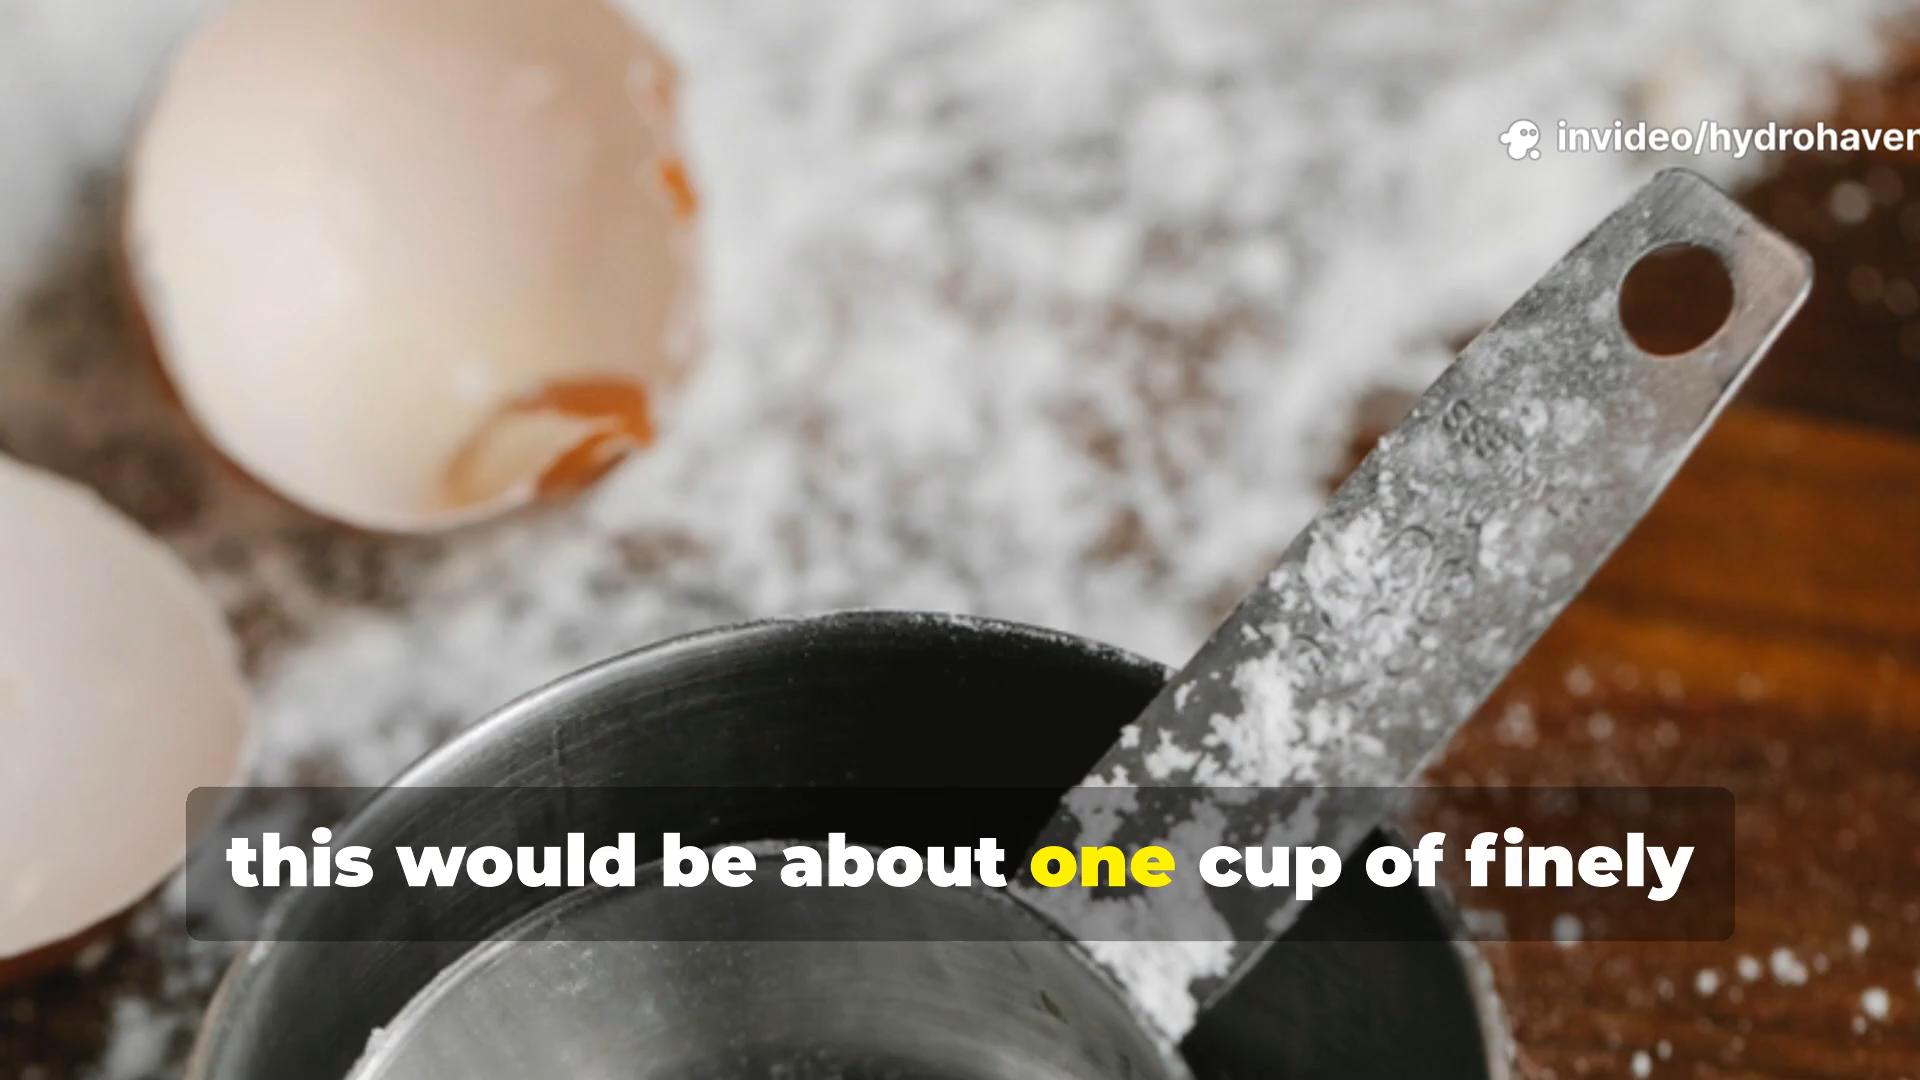 invideo/hydrohaven
this would be about one cup of finely